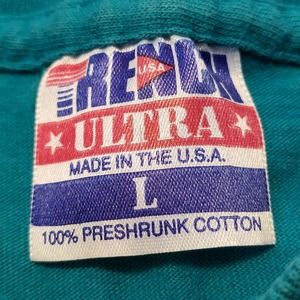 TRENCH
USA
ULTRA
MADE IN THE U.S.A.
L
100% PRESHRUNK COTTON